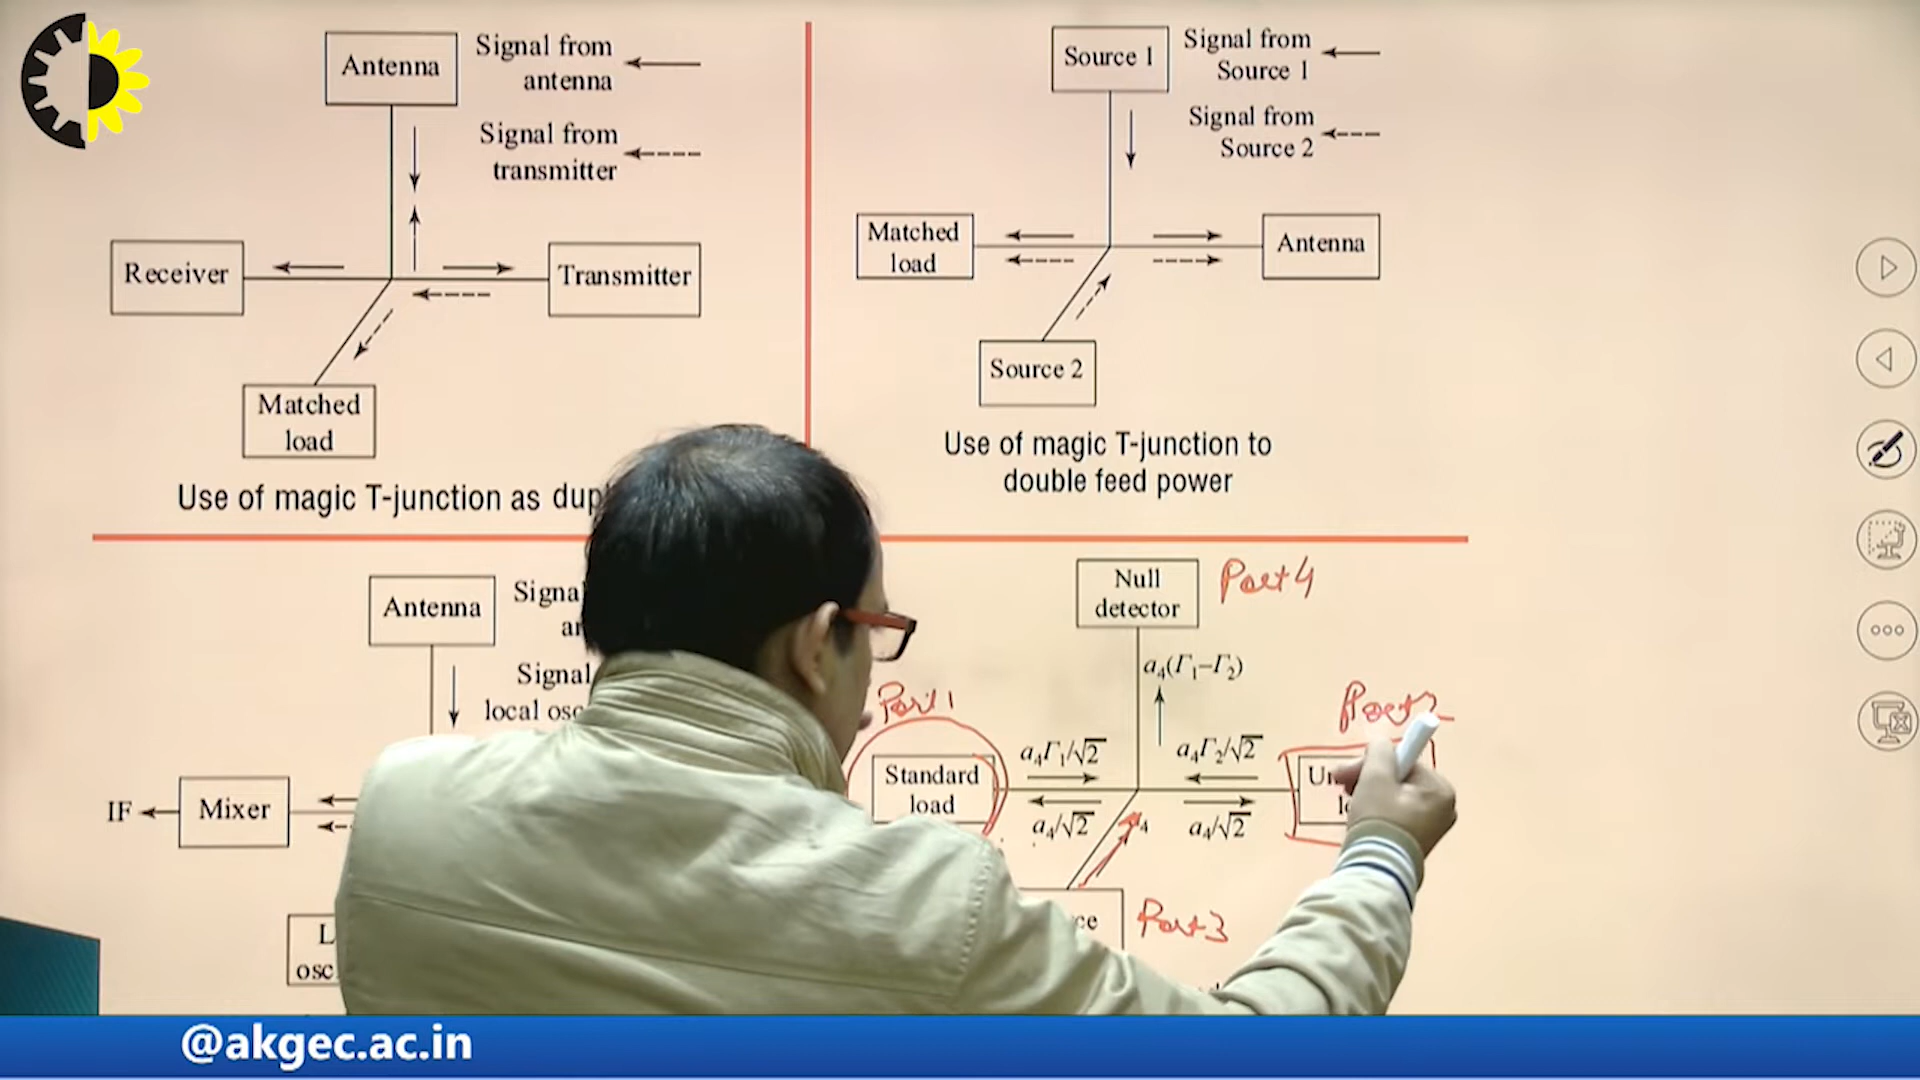 Antenna
Signal from
antenna
Signal from
transmitter
Receiver
Transmitter
Matched
load
Use of magic T-junction as
Source 1
Signal from
Source 1
Signal from
Source 2
Matched
load
Antenna
Source 2
Use of magic T-junction to
double feed power
Antenna
Signal
local
IF
Mixer
Null
detector
Port 4
a₄(Γ₁–Γ₂)
Port 1
Port 2
a₄Γ₁/√2
a₄Γ₂/√2
Standard
load
a₄/√2
a₄/√2
Port 3
@akgec.ac.in